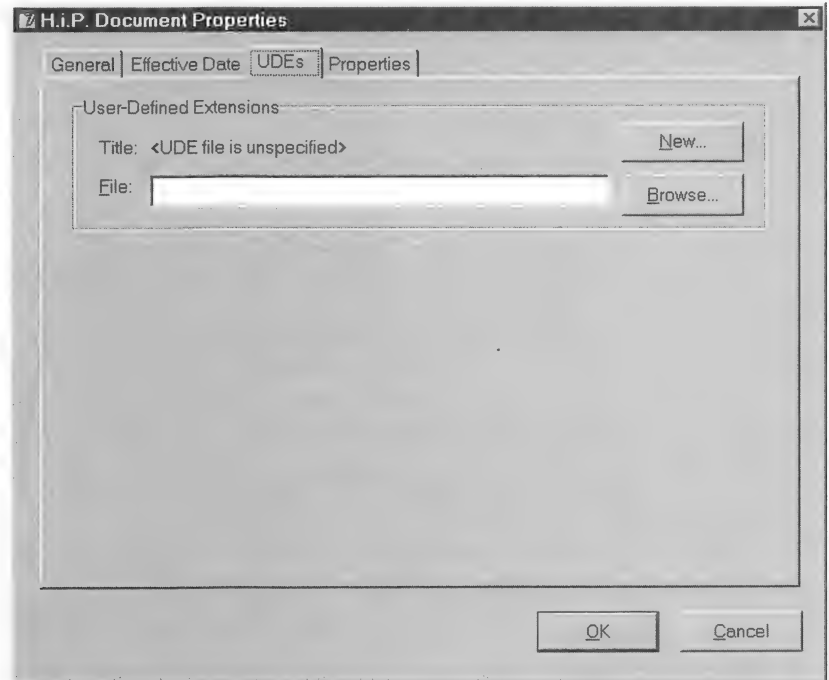 H.i.P. Document Properties
General Effective Date UDEs Properties
User-Defined Extensions
Title: <UDE file is unspecified> New...
File: Browse...
OK Cancel